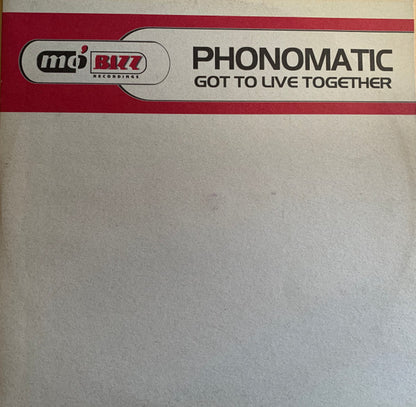 mo' BIZZ
RECORDINGS
PHONOMATIC
GOT TO LIVE TOGETHER